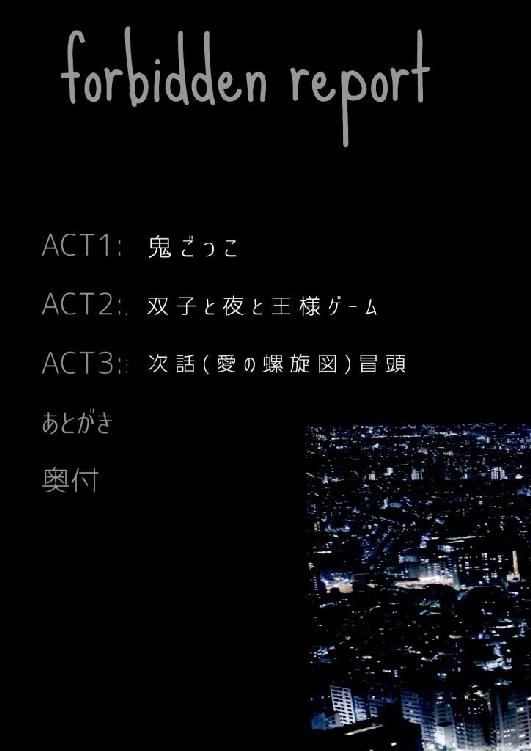 forbidden report
ACT1: 鬼ごっこ
ACT2: 双子と夜と王様ゲーム
ACT3: 次話(愛の螺旋図)冒頭
あとがき
奥付